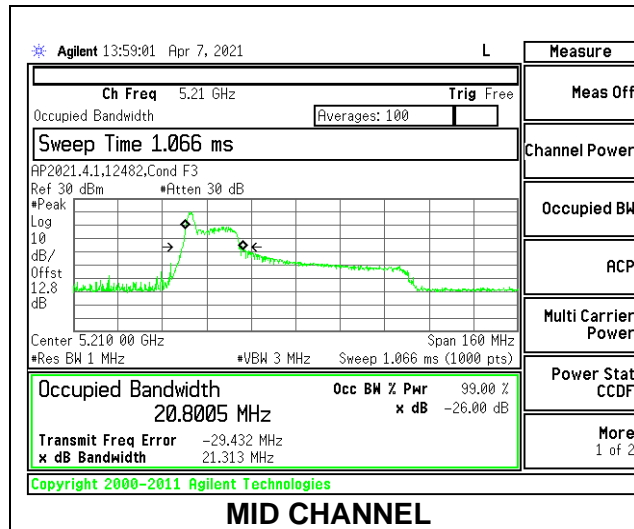 Agilent 13:59:01 Apr 7, 2021 L
Measure
Ch Freq 5.21 GHz Trig Free
Meas Off
Occupied Bandwidth Averages: 100
Sweep Time 1.066 ms
Channel Power
AP2021.4.1,12482,Cond F3
Ref 30 dBm #Atten 30 dB
#Peak
Log
10
dB/
Offst
12.8
dB
Occupied BW
ACP
Multi Carrier
Power
Center 5.210 00 GHz Span 160 MHz
#Res BW 1 MHz #VBW 3 MHz Sweep 1.066 ms (1000 pts)
Power Stat
CCDF
Occupied Bandwidth Occ BW % Pwr 99.00 %
20.8005 MHz x dB -26.00 dB
Transmit Freq Error -29.432 MHz
x dB Bandwidth 21.313 MHz
More
1 of 2
Copyright 2000-2011 Agilent Technologies
MID CHANNEL